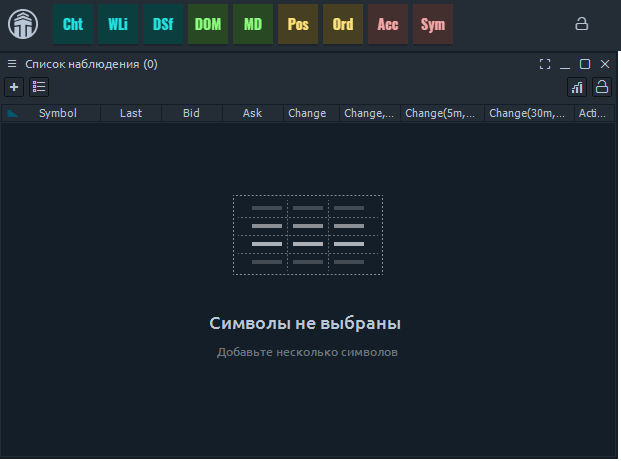 Cht WLi DSf DOM MD Pos Ord Acc Sym
Список наблюдения (0)
Symbol Last Bid Ask Change Change,... Change(5m,... Change(30m,... Acti...
Символы не выбраны
Добавьте несколько символов